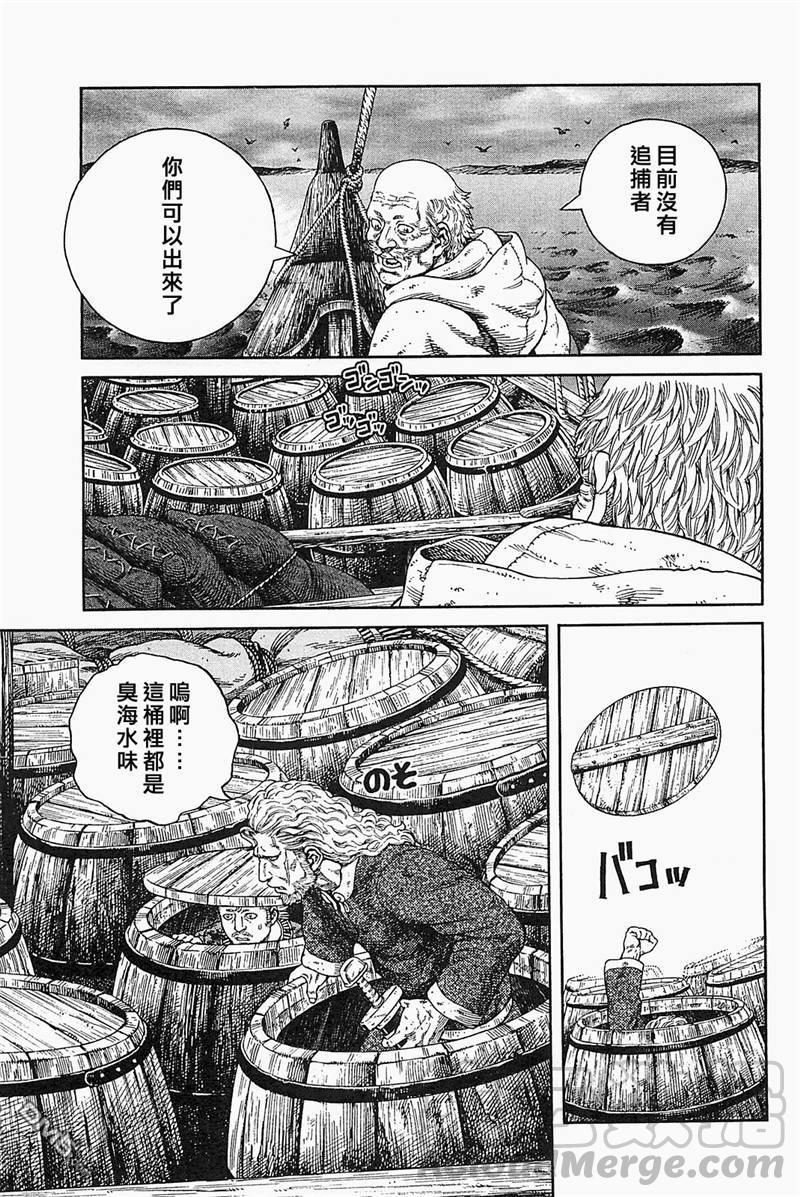 目前沒有
追捕者
你們可以出來了
ゴンゴンッ
ゴッゴッ
バコッ
嗚啊……
這桶裡都是
臭海水味
のそ